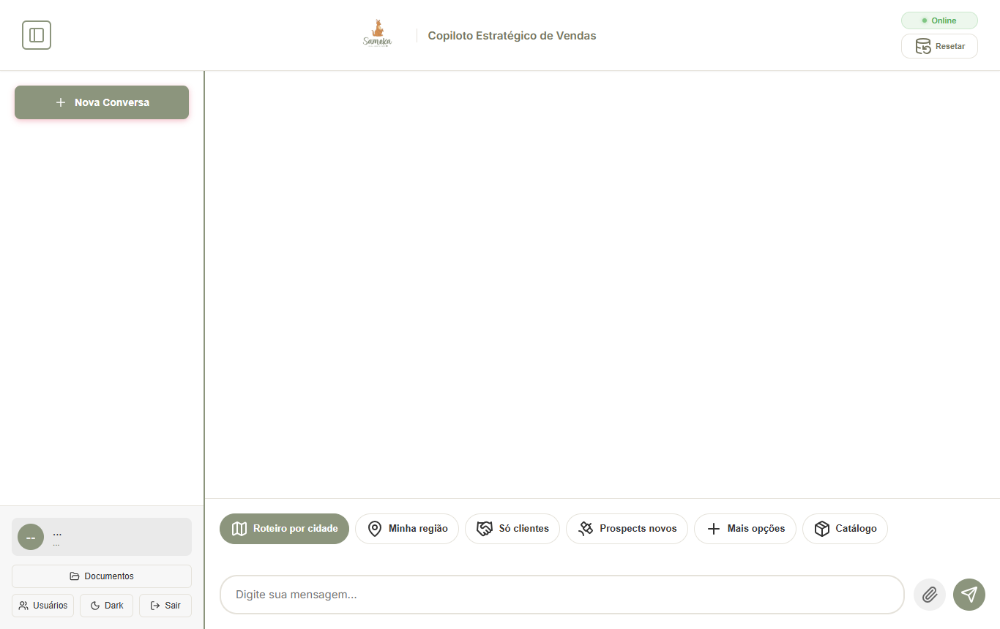 Sameka
Copiloto Estratégico de Vendas
Online
Resetar
Nova Conversa
Roteiro por cidade
Minha região
Só clientes
Prospects novos
Mais opções
Catálogo
Digite sua mensagem...
--
...
...
Documentos
Usuários
Dark
Sair